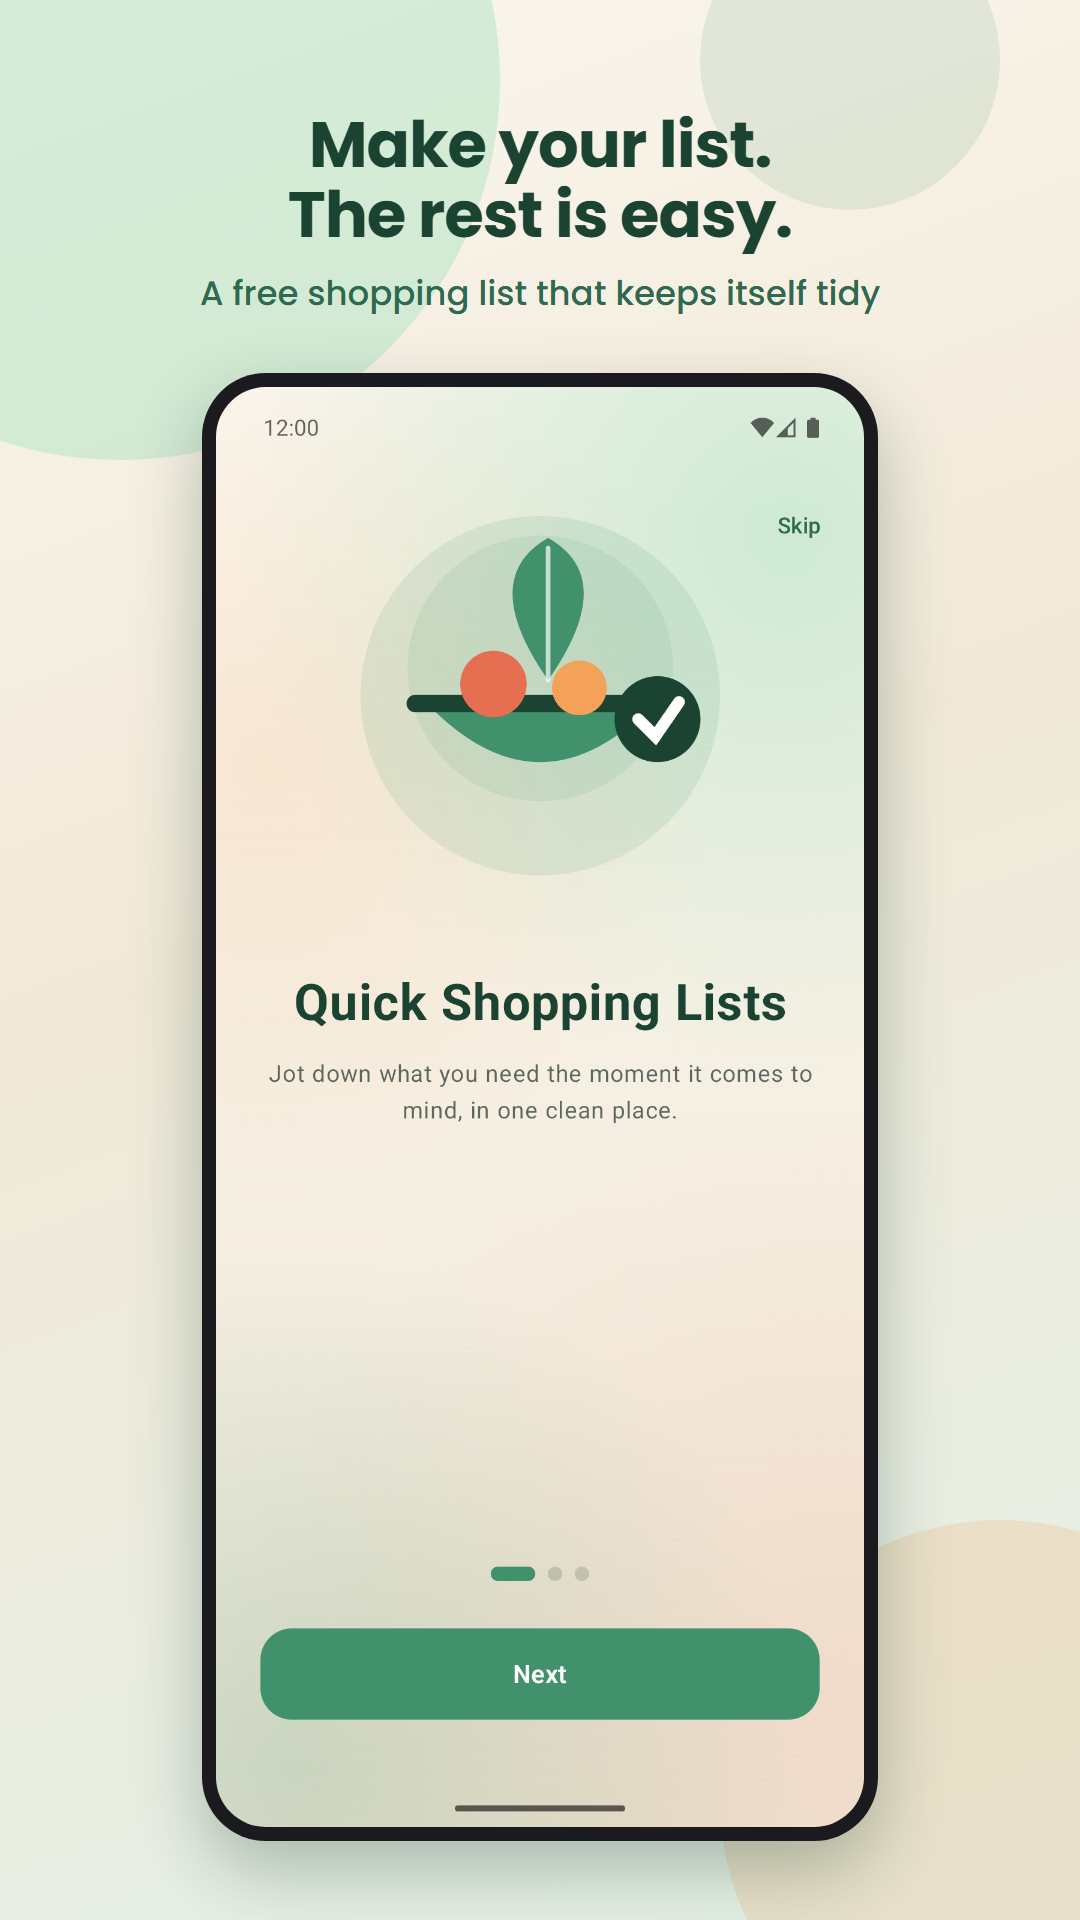 Make your list.
The rest is easy.
A free shopping list that keeps itself tidy
12:00
Skip
Quick Shopping Lists
Jot down what you need the moment it comes to
mind, in one clean place.
Next